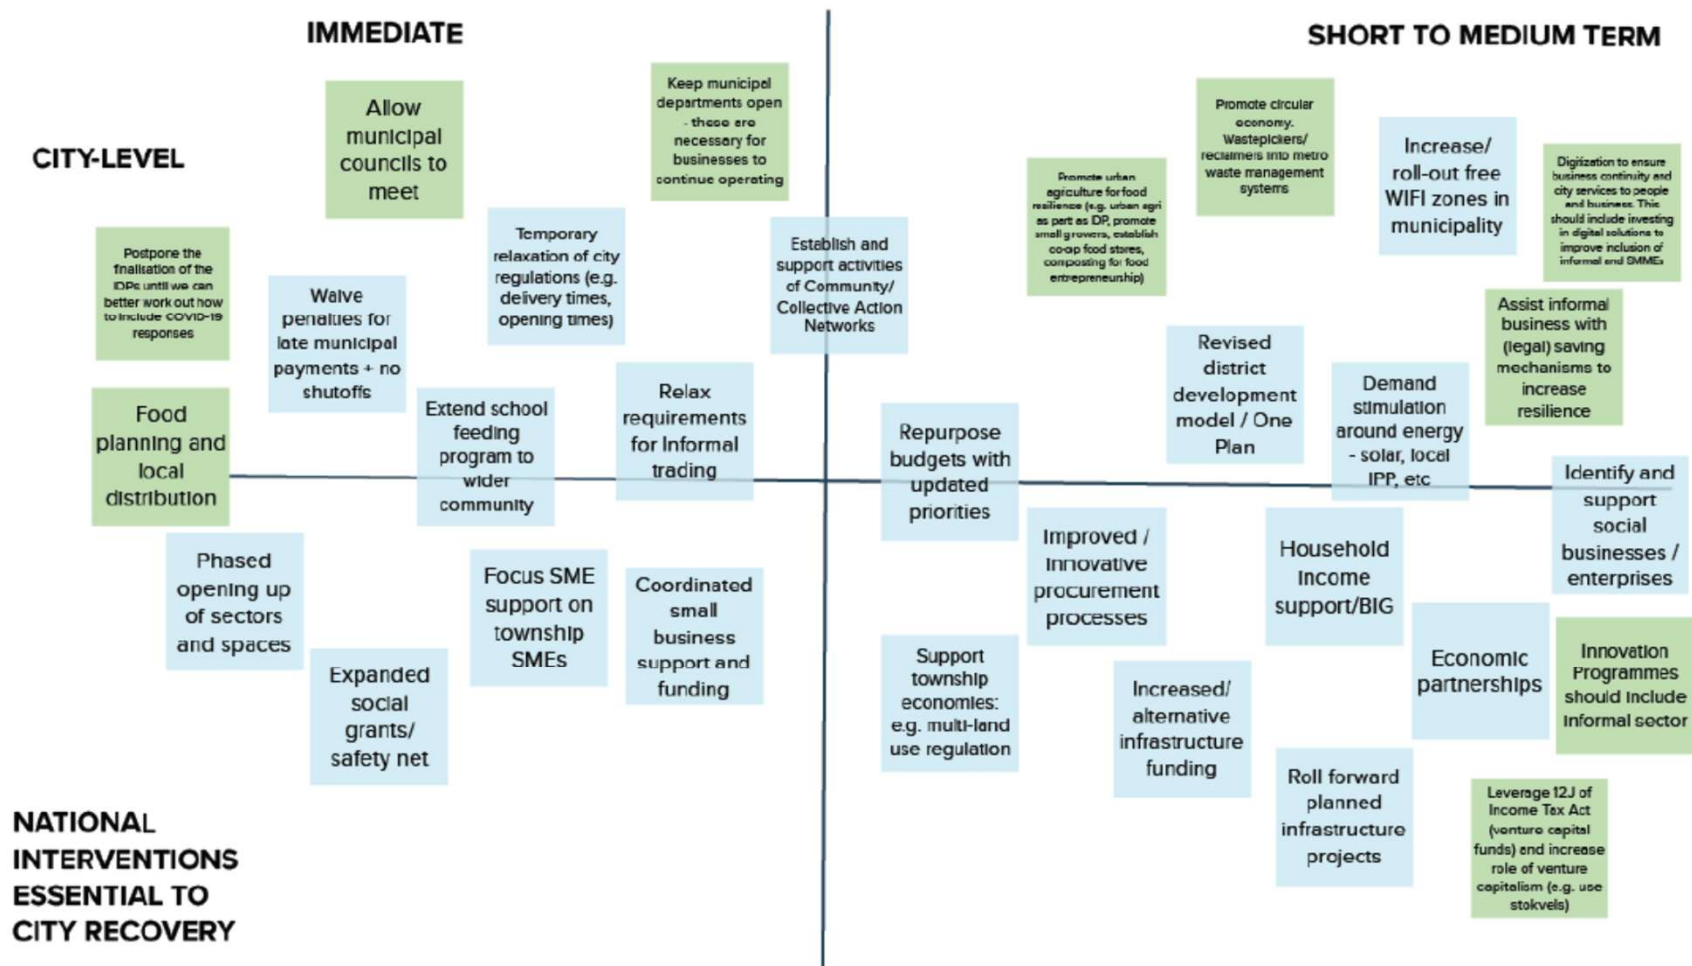 IMMEDIATE
SHORT TO MEDIUM TERM
CITY-LEVEL
Allow
municipal
councils to
meet
Keep municipal
departments open
- these are
necessary for
businesses to
continue operating
Postpone the
finalisation of the
IDPs until we can
better work out how
to include COVID-19
responses
Waive
penalties for
late municipal
payments + no
shutoffs
Temporary
relaxation of city
regulations (e.g.
delivery times,
opening times)
Establish and
support activities
of Community/
Collective Action
Networks
Food
planning and
local
distribution
Extend school
feeding
program to
wider
community
Relax
requirements
for Informal
trading
Promote urban
agriculture for food
resilience (e.g. urban agri
as part as IDP, promote
small growers, establish
co-op food stores,
composting for food
entrepreneurship)
Promote circular
economy.
Wastepickers/
reclaimers into metro
waste management
systems
Increase/
roll-out free
WIFI zones in
municipality
Digitization to ensure
business continuity and
city services to people
and business. This
should include investing
in digital solutions to
improve inclusion of
informal and SMMEs
Assist informal
business with
(legal) saving
mechanisms to
increase
resilience
Revised
district
development
model / One
Plan
Demand
stimulation
around energy
- solar, local
IPP, etc
Repurpose
budgets with
updated
priorities
Identify and
support
social
businesses /
enterprises
Phased
opening up
of sectors
and spaces
Expanded
social
grants/
safety net
Focus SME
support on
township
SMEs
Coordinated
small
business
support and
funding
Improved /
innovative
procurement
processes
Household
income
support/BIG
Support
township
economies:
e.g. multi-land
use regulation
Increased/
alternative
infrastructure
funding
Economic
partnerships
Innovation
Programmes
should include
informal sector
Roll forward
planned
infrastructure
projects
Leverage 12J of
Income Tax Act
(venture capital
funds) and increase
role of venture
capitalism (e.g. use
stokvels)
NATIONAL
INTERVENTIONS
ESSENTIAL TO
CITY RECOVERY